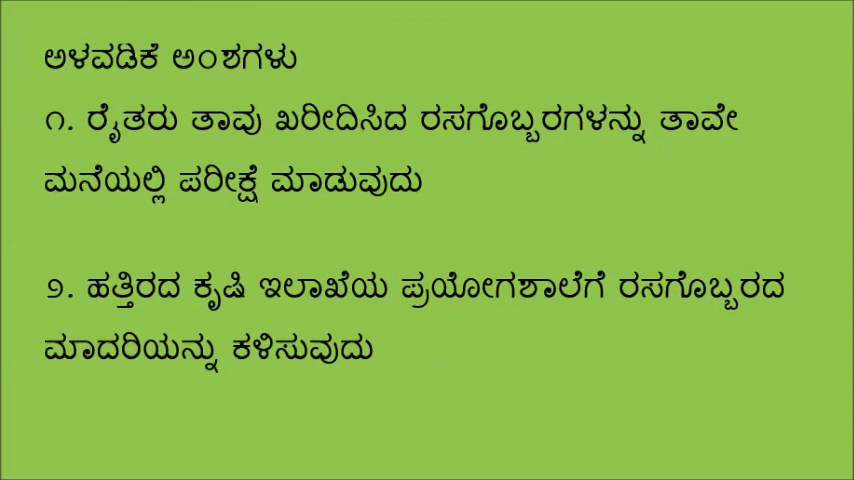 ಅಳವಡಿಕೆ ಅಂಶಗಳು
೧. ರೈತರು ತಾವು ಖರೀದಿಸಿದ ರಸಗೊಬ್ಬರಗಳನ್ನು ತಾವೇ
ಮನೆಯಲ್ಲಿ ಪರೀಕ್ಷೆ ಮಾಡುವುದು
೨. ಹತ್ತಿರದ ಕೃಷಿ ಇಲಾಖೆಯ ಪ್ರಯೋಗಶಾಲೆಗೆ ರಸಗೊಬ್ಬರದ
ಮಾದರಿಯನ್ನು ಕಳಿಸುವುದು